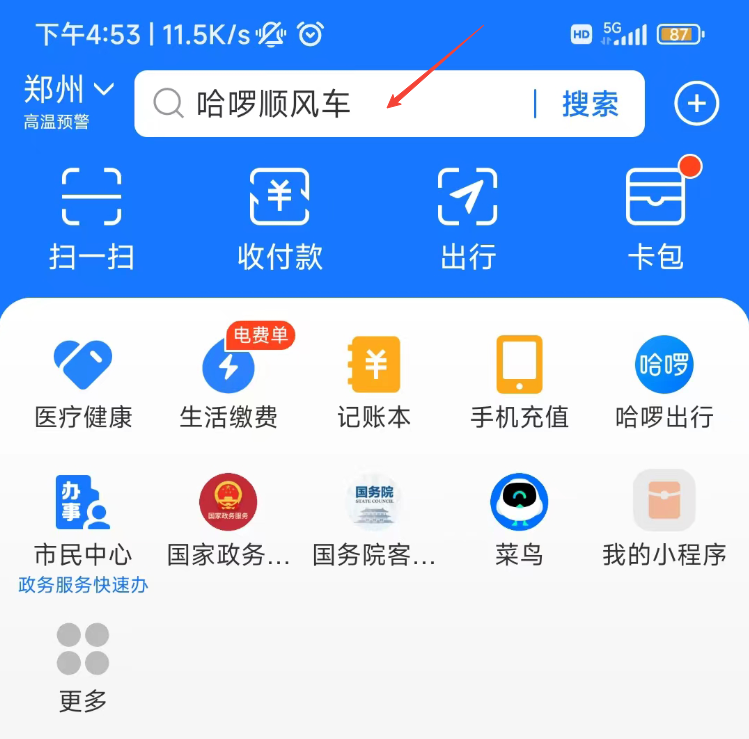 下午4:53 | 11.5K/s HD 5G 87
郑州 哈啰顺风车 | 搜索
高温预警
扫一扫 收付款 出行 卡包
电费单
哈啰
医疗健康 生活缴费 记账本 手机充值 哈啰出行
办事
国家政务服务
国务院
STATE COUNCIL
市民中心 国家政务... 国务院客... 菜鸟 我的小程序
政务服务快速办
更多